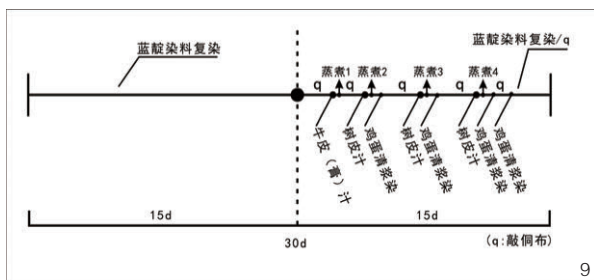 蓝靛染料复染
蓝靛染料复染/q
蒸煮1
蒸煮2
蒸煮3
蒸煮4
q
q
q
q
q
牛皮（膏）汁
树皮汁
鸡蛋清浆染
树皮汁
鸡蛋清浆染
树皮汁
鸡蛋清浆染
鸡蛋清浆染
15d
15d
30d
(q:敲侗布)
9